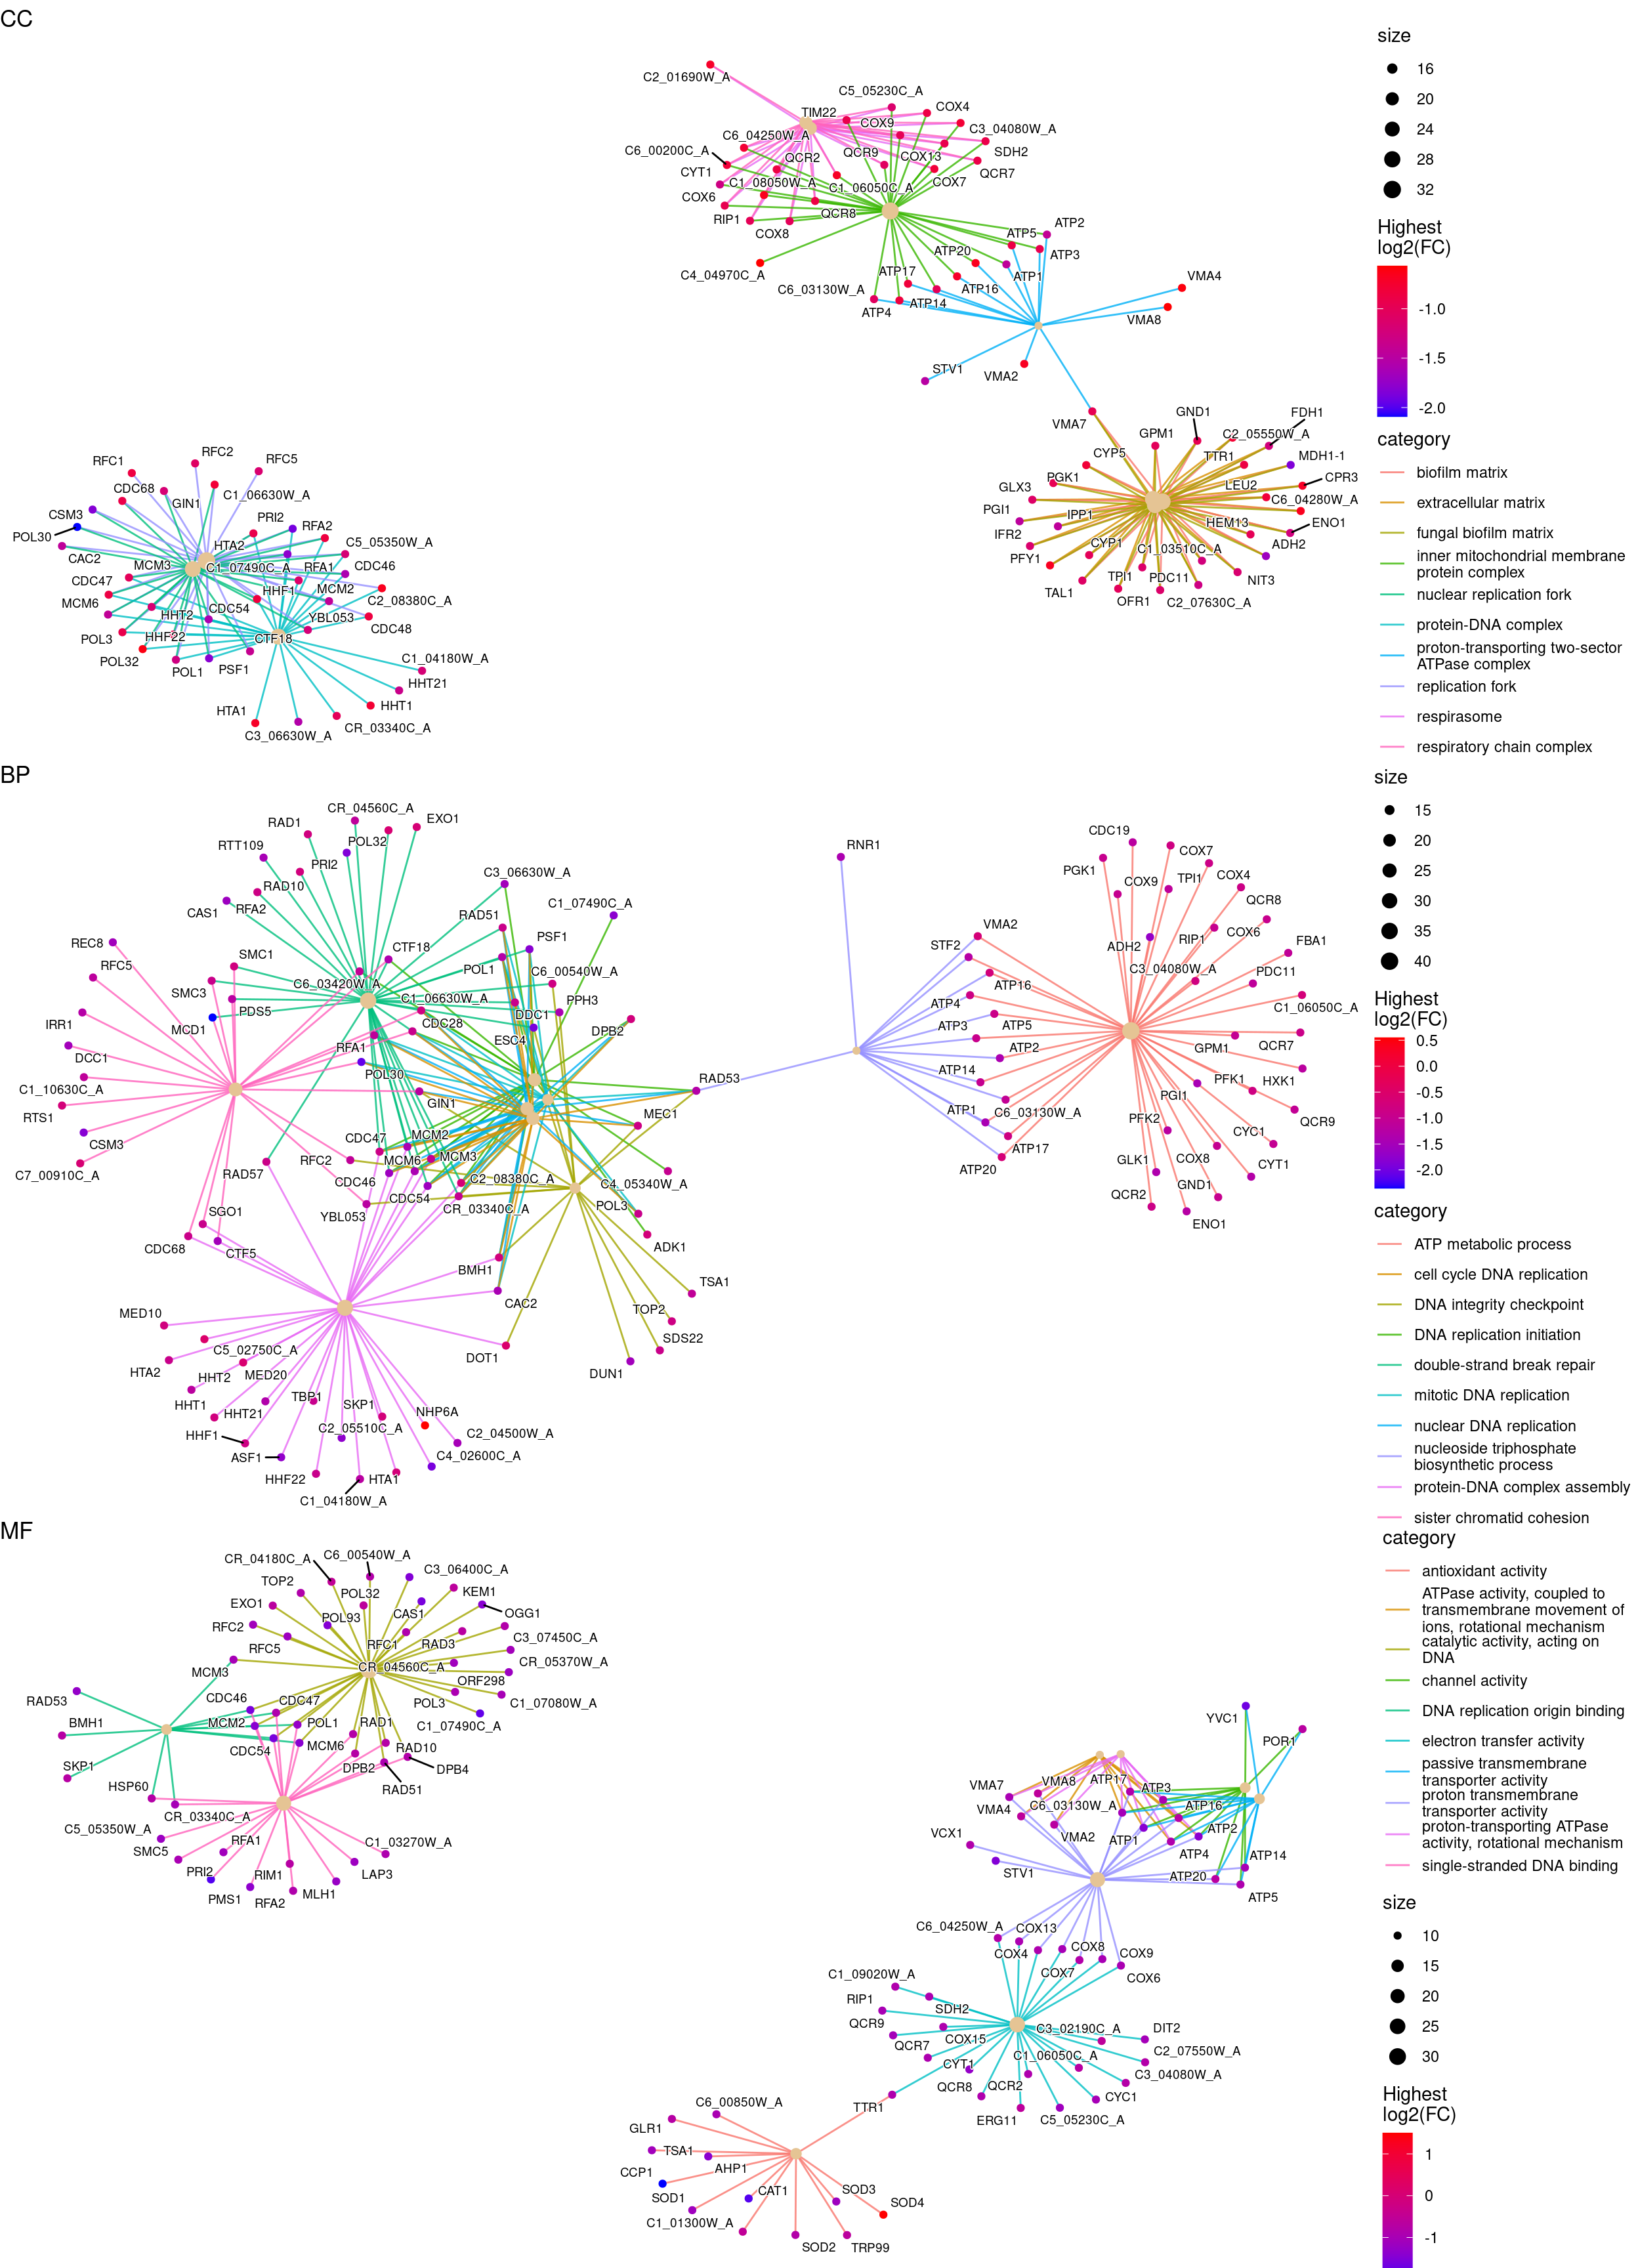 CC
C2_01690W_A
C5_05230C_A
TIM22
COX9
COX4
C6_04250W_A
C3_04080W_A
C6_00200C_A
QCR2
QCR9
COX13
SDH2
CYT1
C1_08050W_A
C1_06050C_A
COX7
QCR7
COX6
RIP1
QCR8
COX8
ATP2
ATP5
ATP3
ATP20
C4_04970C_A
ATP17
ATP1
VMA4
C6_03130W_A
ATP16
ATP14
ATP4
VMA8
STV1
VMA2
VMA7
GND1
FDH1
GPM1
C2_05550W_A
CYP5
TTR1
MDH1-1
PGK1
LEU2
CPR3
GLX3
C6_04280W_A
PGI1
IPP1
HEM13
ENO1
IFR2
CYP1
C1_03510C_A
ADH2
PFY1
TPI1
PDC11
NIT3
TAL1
OFR1
C2_07630C_A
RFC1
RFC2
RFC5
CDC68
GIN1
C1_06630W_A
CSM3
PRI2
RFA2
POL30
HTA2
C5_05350W_A
CAC2
MCM3
C1_07490C_A
RFA1
CDC46
CDC47
HHF1
MCM2
C2_08380C_A
MCM6
HHT2
CDC54
YBL053
CDC48
POL3
HHF22
CTF18
POL32
POL1
PSF1
C1_04180W_A
HHT21
HTA1
HHT1
C3_06630W_A
CR_03340C_A
size
16
20
24
28
32
Highest
log2(FC)
-1.0
-1.5
-2.0
category
biofilm matrix
extracellular matrix
fungal biofilm matrix
inner mitochondrial membrane
protein complex
nuclear replication fork
protein-DNA complex
proton-transporting two-sector
ATPase complex
replication fork
respirasome
respiratory chain complex
BP
CR_04560C_A
RAD1
EXO1
RTT109
POL32
PRI2
RAD10
C3_06630W_A
CAS1
RFA2
RAD51
C1_07490C_A
REC8
SMC1
CTF18
PSF1
RFC5
POL1
C6_00540W_A
SMC3
C6_03420W_A
C1_06630W_A
PPH3
IRR1
MCD1
PDS5
CDC28
DDC1
DPB2
DCC1
RFA1
ESC4
C1_10630C_A
POL30
RAD53
RTS1
GIN1
MEC1
CSM3
CDC47
MCM2
C7_00910C_A
RAD57
RFC2
MCM6
MCM3
CDC46
C2_08380C_A
C4_05340W_A
CDC54
CR_03340C_A
POL3
YBL053
SGO1
CDC68
CTF5
ADK1
BMH1
TSA1
CAC2
MED10
TOP2
SDS22
C5_02750C_A
DOT1
DUN1
HTA2
HHT2
MED20
HHT1
HHT21
TBP1
SKP1
NHP6A
HHF1
C2_05510C_A
C2_04500W_A
ASF1
C4_02600C_A
HHF22
HTA1
C1_04180W_A
RNR1
CDC19
COX7
PGK1
COX9
TPI1
COX4
QCR8
VMA2
STF2
ADH2
RIP1
COX6
FBA1
ATP16
C3_04080W_A
PDC11
ATP4
C1_06050C_A
ATP3
ATP5
ATP2
GPM1
QCR7
ATP14
PFK1
HXK1
PGI1
ATP1
C6_03130W_A
PFK2
QCR9
ATP17
CYC1
ATP20
GLK1
COX8
CYT1
QCR2
GND1
ENO1
size
15
20
25
30
35
40
Highest
log2(FC)
0.5
0.0
-0.5
-1.0
-1.5
-2.0
category
ATP metabolic process
cell cycle DNA replication
DNA integrity checkpoint
DNA replication initiation
double-strand break repair
mitotic DNA replication
nuclear DNA replication
nucleoside triphosphate
biosynthetic process
protein-DNA complex assembly
sister chromatid cohesion
MF
CR_04180C_A
C6_00540W_A
C3_06400C_A
TOP2
POL32
KEM1
EXO1
CAS1
OGG1
RFC2
POL93
RFC5
RFC1
RAD3
C3_07450C_A
MCM3
CR_04560C_A
CR_05370W_A
ORF298
RAD53
CDC46
CDC47
POL3
C1_07080W_A
BMH1
MCM2
POL1
RAD1
C1_07490C_A
CDC54
MCM6
RAD10
SKP1
DPB2
DPB4
HSP60
RAD51
CR_03340C_A
C5_05350W_A
RFA1
C1_03270W_A
SMC5
PRI2
RIM1
LAP3
PMS1
RFA2
MLH1
YVC1
POR1
VMA7
VMA8
ATP17
ATP3
VMA4
C6_03130W_A
ATP16
VCX1
VMA2
ATP1
ATP2
ATP4
ATP14
STV1
ATP20
ATP5
C6_04250W_A
COX13
COX4
COX8
COX9
COX7
COX6
C1_09020W_A
RIP1
SDH2
QCR9
COX15
C3_02190C_A
DIT2
QCR7
C1_06050C_A
C2_07550W_A
CYT1
C3_04080W_A
QCR8
QCR2
CYC1
TTR1
ERG11
C5_05230C_A
C6_00850W_A
GLR1
TSA1
CCP1
AHP1
SOD1
CAT1
SOD3
SOD4
C1_01300W_A
SOD2
TRP99
category
antioxidant activity
ATPase activity, coupled to
transmembrane movement of
ions, rotational mechanism
catalytic activity, acting on
DNA
channel activity
DNA replication origin binding
electron transfer activity
passive transmembrane
transporter activity
proton transmembrane
transporter activity
proton-transporting ATPase
activity, rotational mechanism
single-stranded DNA binding
size
10
15
20
25
30
Highest
log2(FC)
1
0
-1